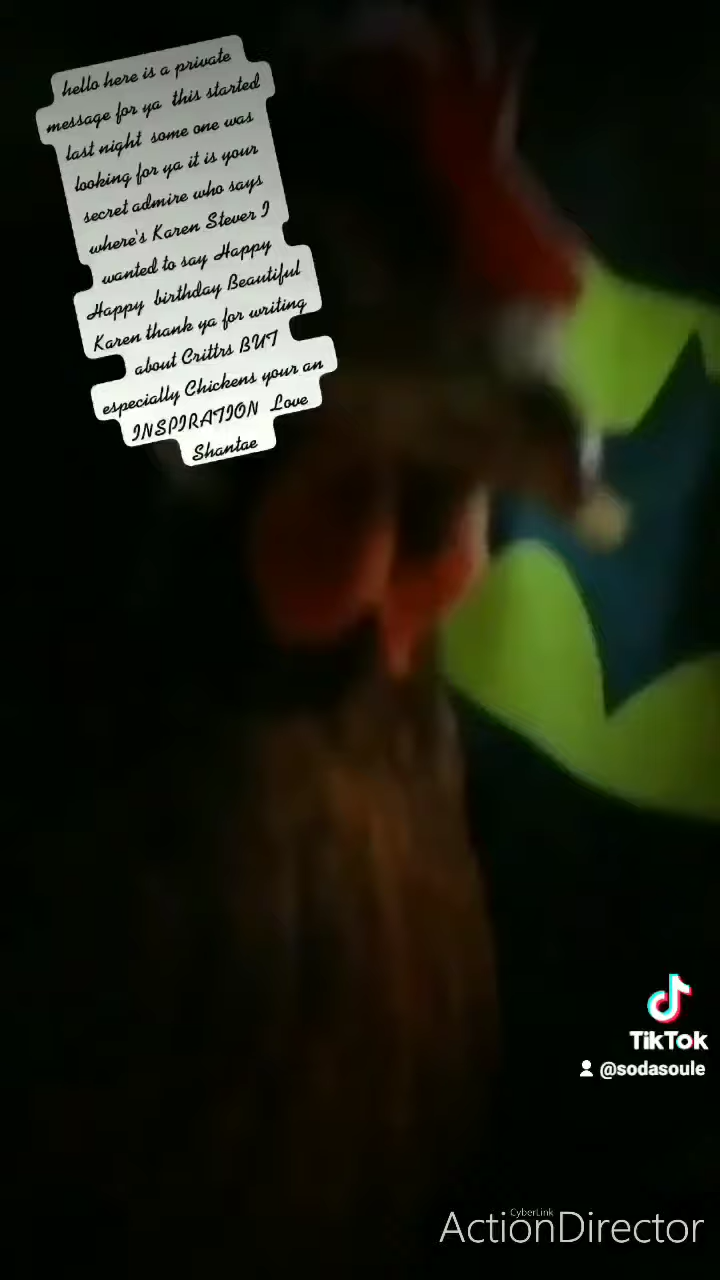 hello here is a private
message for ya this started
last night some one was
looking for ya it is your
secret admire who says
where's Karen Stever I
wanted to say Happy
Happy birthday Beautiful
Karen thank ya for writing
about Crittrs BUT
especially Chickens your an
INSPIRATION Love
Shantae
TikTok
@sodasoule
CyberLink
ActionDirector